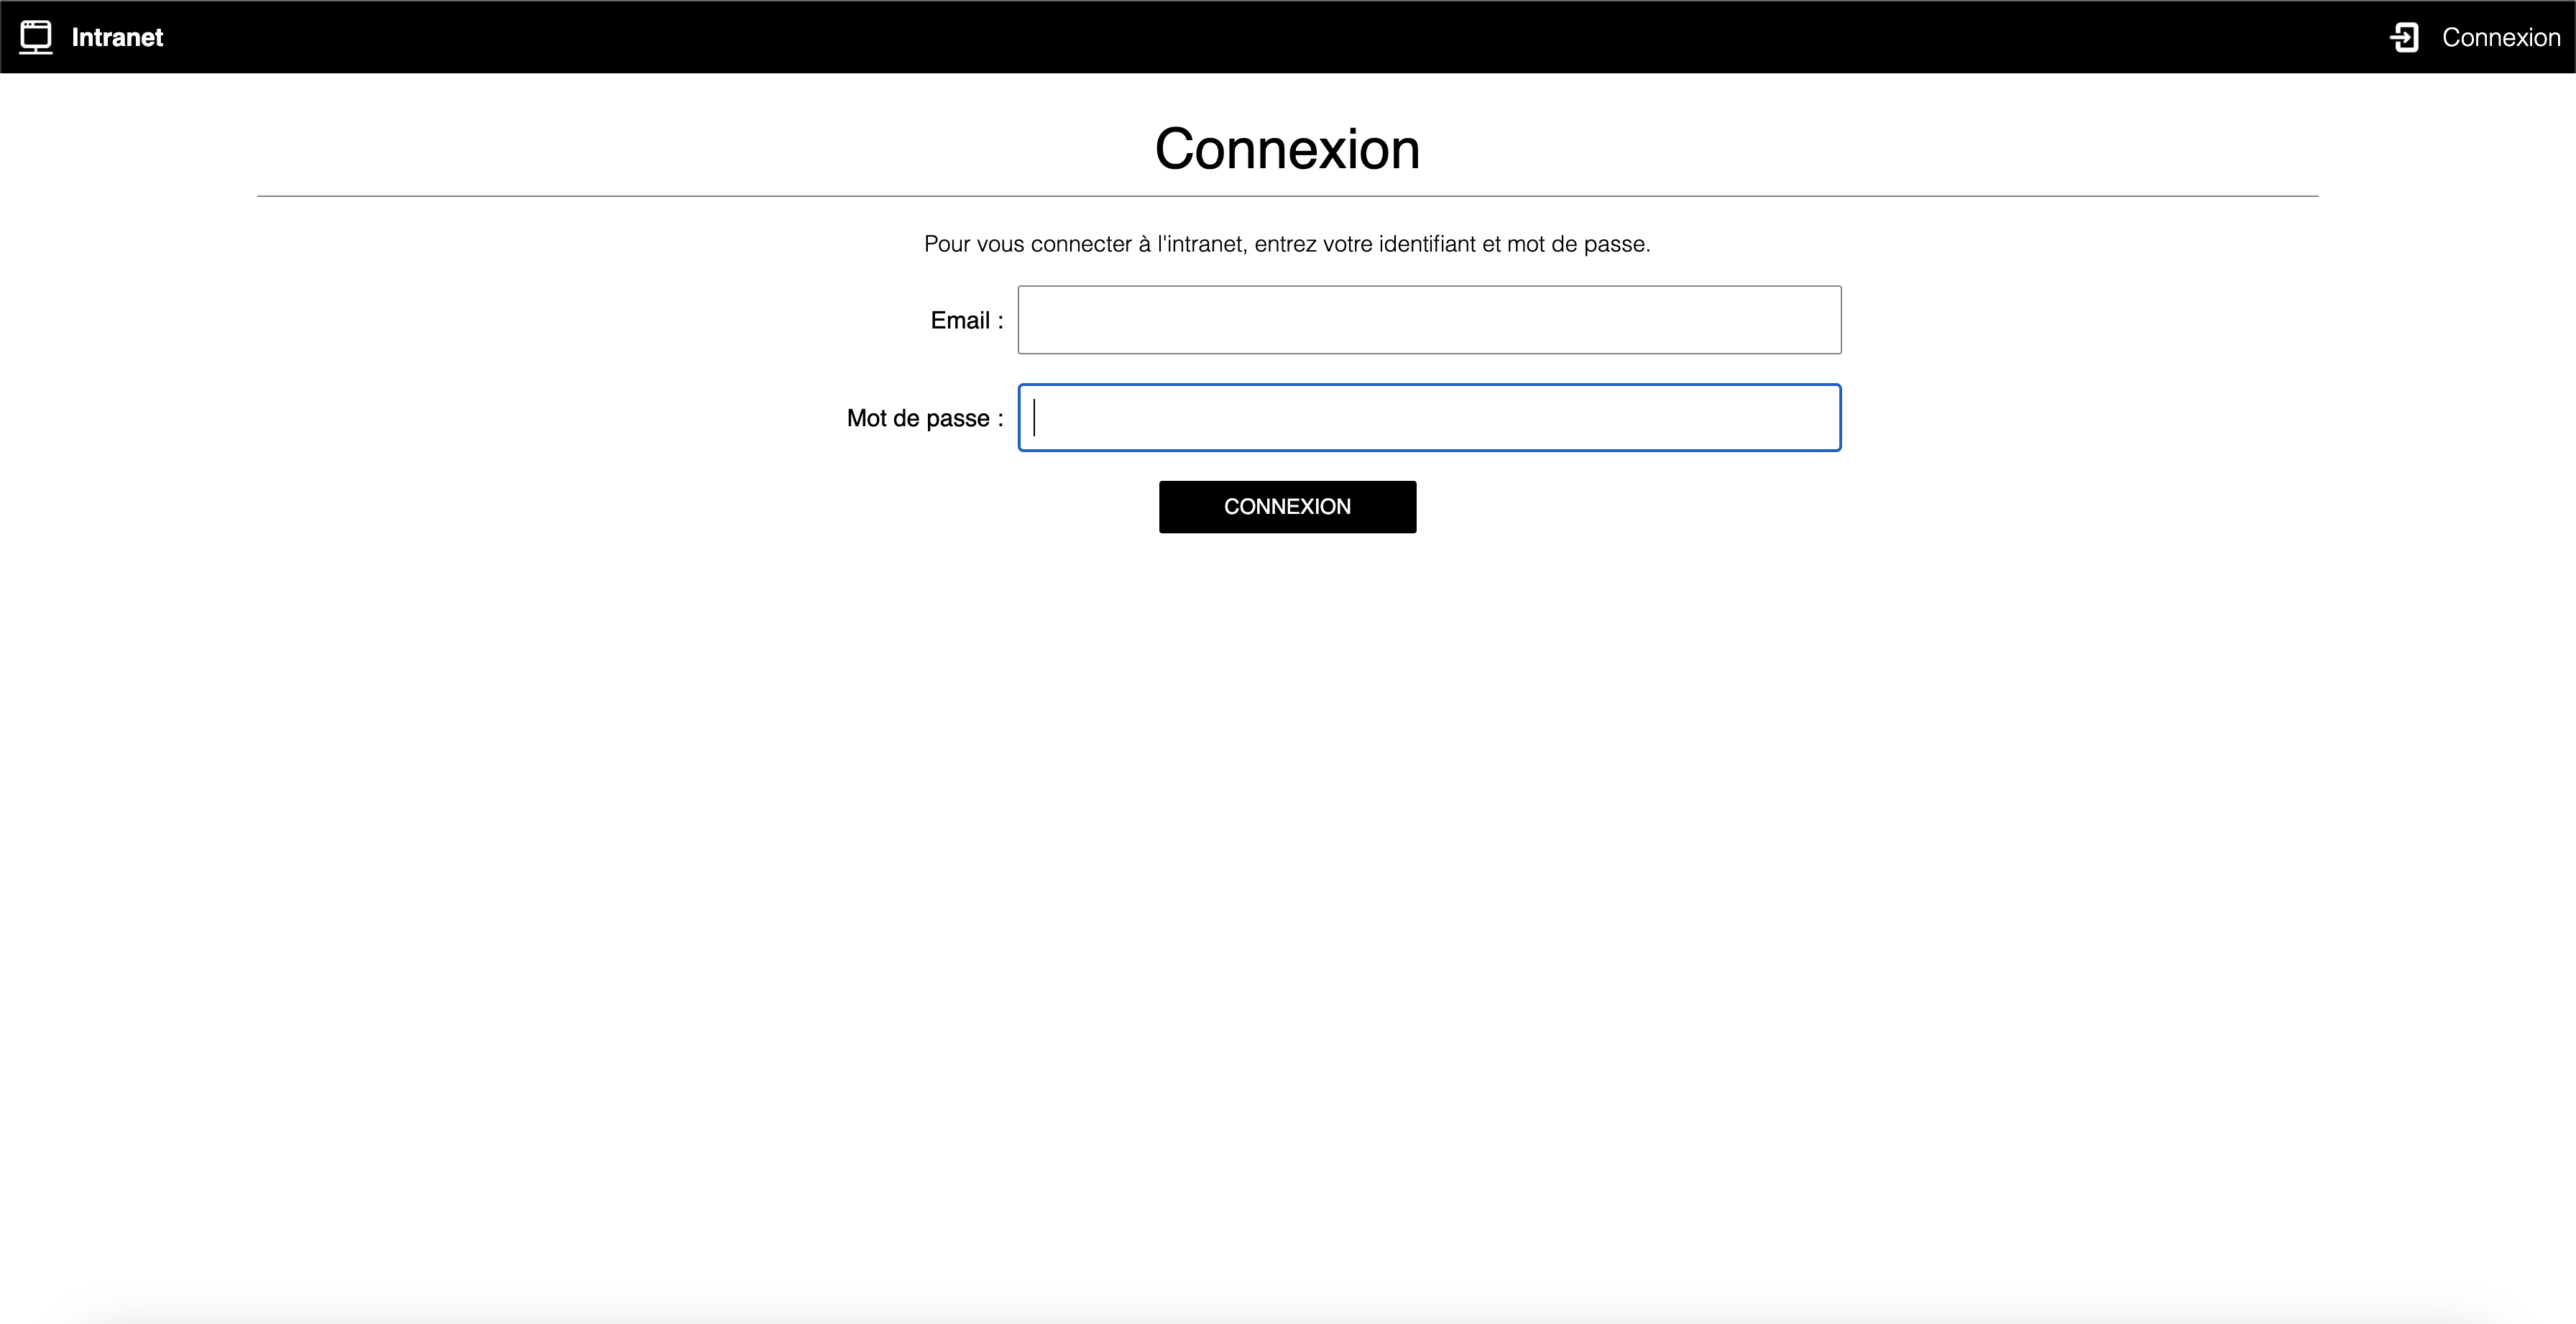 Intranet
Connexion
Connexion
Pour vous connecter à l'intranet, entrez votre identifiant et mot de passe.
Email :
Mot de passe :
CONNEXION